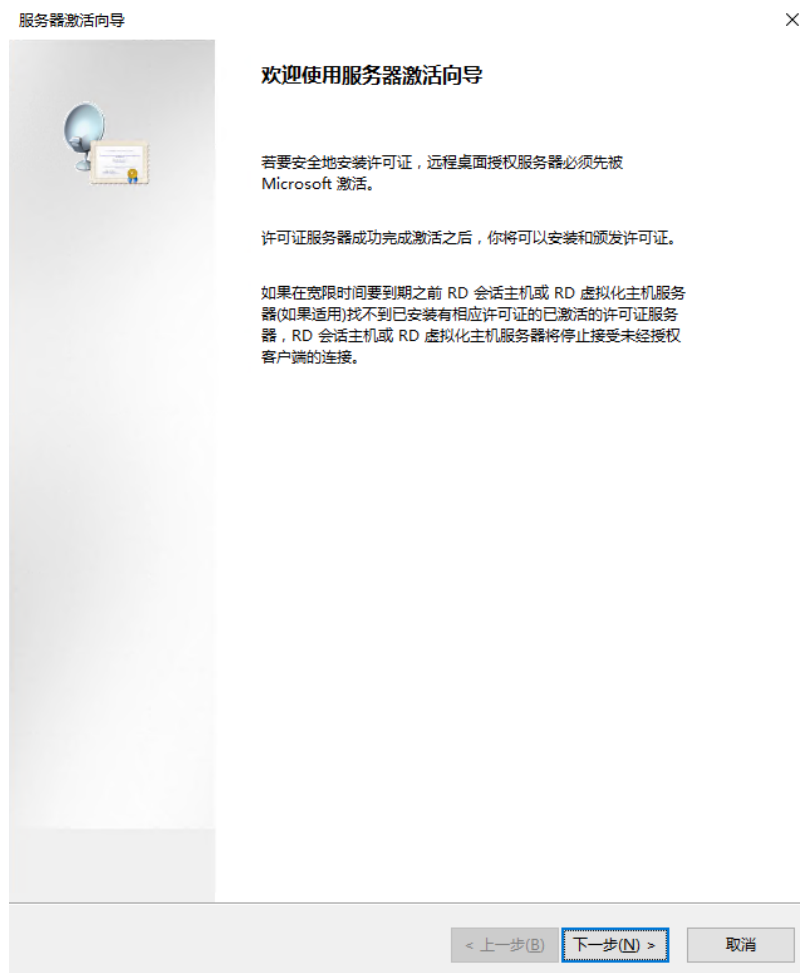 服务器激活向导
欢迎使用服务器激活向导
若要安全地安装许可证，远程桌面授权服务器必须先被
Microsoft 激活。
许可证服务器成功完成激活之后，你将可以安装和颁发许可证。
如果在宽限时间要到期之前 RD 会话主机或 RD 虚拟化主机服务
器(如果适用)找不到已安装有相应许可证的已激活的许可证服务
器，RD 会话主机或 RD 虚拟化主机服务器将停止接受未经授权
客户端的连接。
< 上一步(B) 下一步(N) > 取消